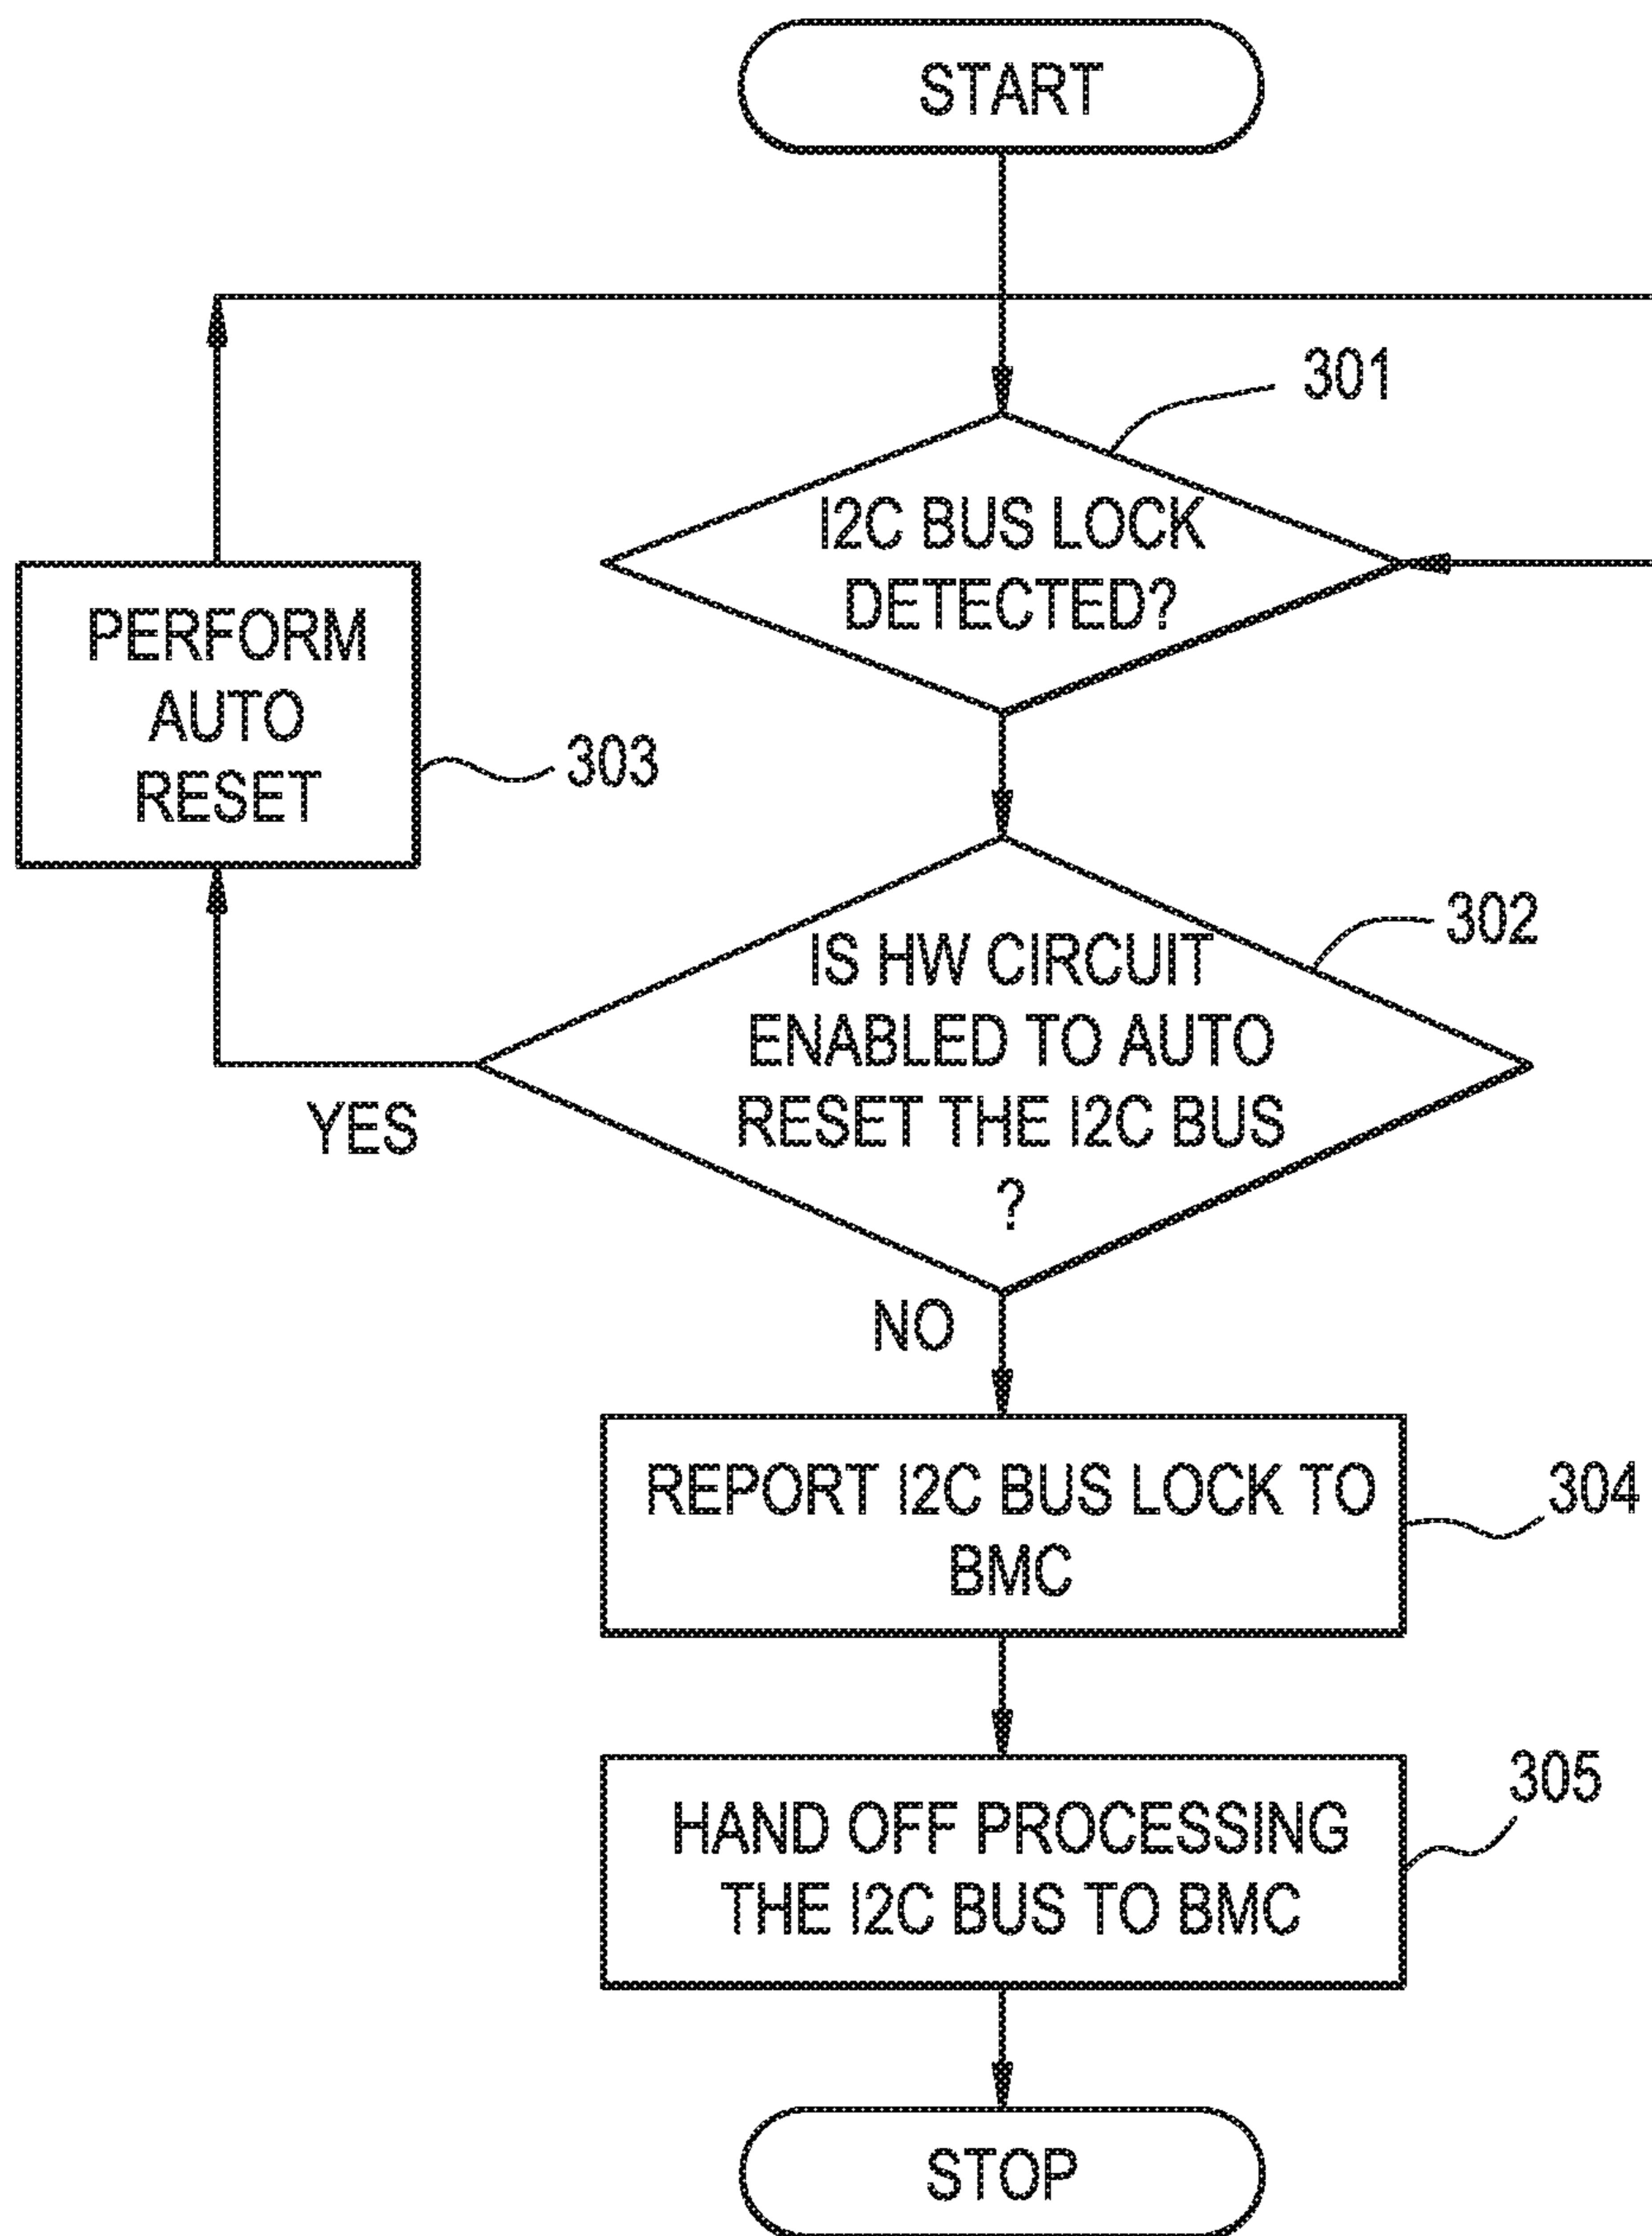 START
301
I2C BUS LOCK
DETECTED?
PERFORM
AUTO
RESET
303
302
IS HW CIRCUIT
ENABLED TO AUTO
RESET THE I2C BUS
?
YES
NO
REPORT I2C BUS LOCK TO
BMC
304
305
HAND OFF PROCESSING
THE I2C BUS TO BMC
STOP